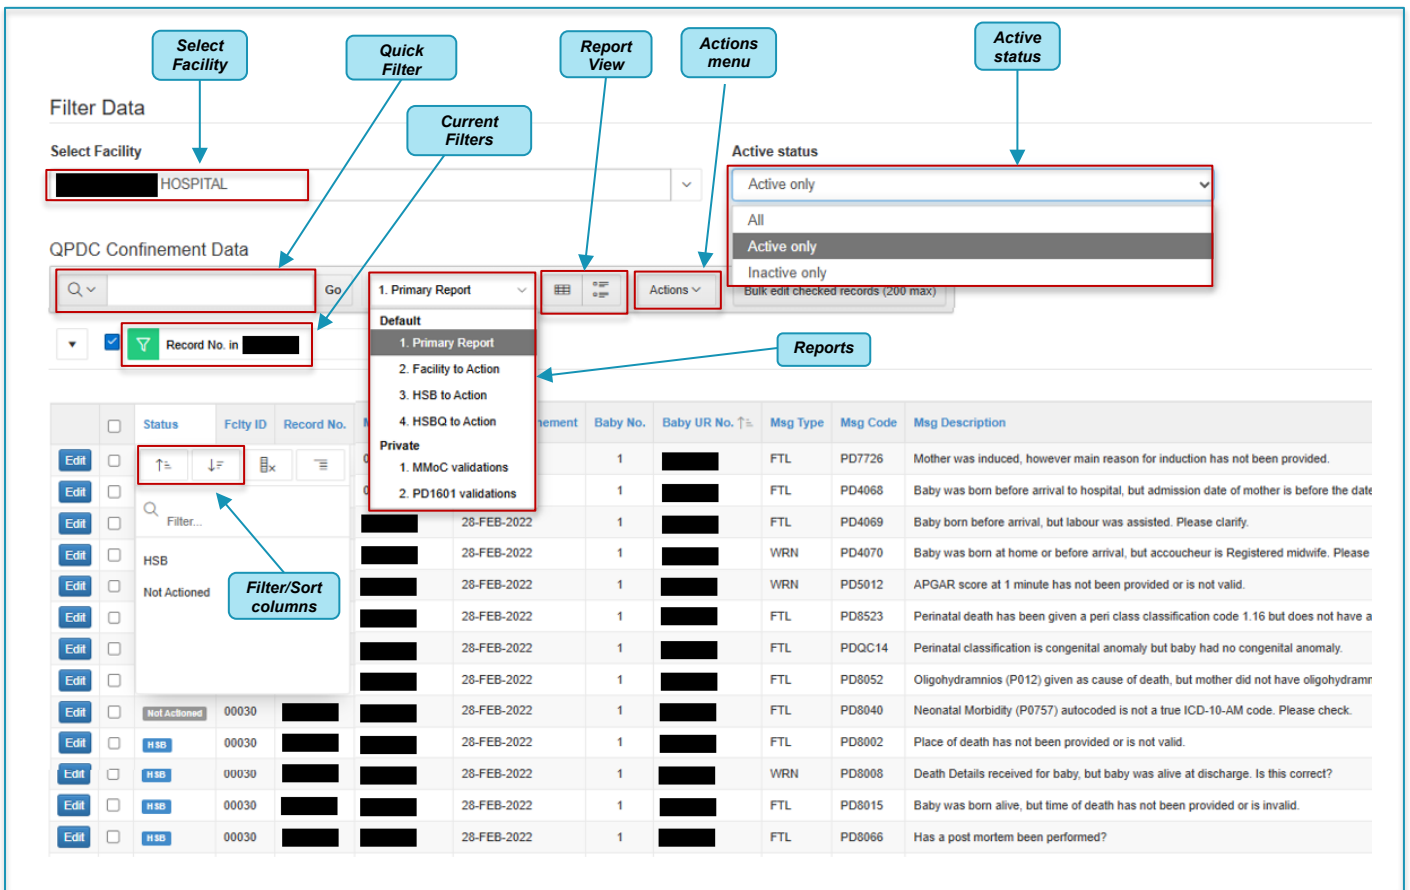 Select
Facility
Quick
Filter
Report
View
Actions
menu
Active
status
Filter Data
Current
Filters
Select Facility
Active status
HOSPITAL
Active only
All
Active only
Inactive only
QPDC Confinement Data
Go
1. Primary Report
Actions
Bulk edit checked records (200 max)
Default
1. Primary Report
2. Facility to Action
3. HSB to Action
4. HSBQ to Action
Private
1. MMoC validations
2. PD1601 validations
Record No. in
Reports
Status Fclty ID Record No. M nement Baby No. Baby UR No. Msg Type Msg Code Msg Description
Edit 0 1 FTL PD7726 Mother was induced, however main reason for induction has not been provided.
Edit 0 1 FTL PD4068 Baby was born before arrival to hospital, but admission date of mother is before the date
Filter...
Edit 28-FEB-2022 1 FTL PD4069 Baby born before arrival, but labour was assisted. Please clarify.
Edit HSB 28-FEB-2022 1 WRN PD4070 Baby was born at home or before arrival, but accoucheur is Registered midwife. Please
Edit Not Actioned 28-FEB-2022 1 WRN PD5012 APGAR score at 1 minute has not been provided or is not valid.
Filter/Sort
columns
Edit 28-FEB-2022 1 FTL PD8523 Perinatal death has been given a peri class classification code 1.16 but does not have a
Edit 28-FEB-2022 1 FTL PDQC14 Perinatal classification is congenital anomaly but baby had no congenital anomaly.
Edit 28-FEB-2022 1 FTL PD8052 Oligohydramnios (P012) given as cause of death, but mother did not have oligohydramn
Edit Not Actioned 00030 28-FEB-2022 1 FTL PD8040 Neonatal Morbidity (P0757) autocoded is not a true ICD-10-AM code. Please check.
Edit HSB 00030 28-FEB-2022 1 FTL PD8002 Place of death has not been provided or is not valid.
Edit HSB 00030 28-FEB-2022 1 WRN PD8008 Death Details received for baby, but baby was alive at discharge. Is this correct?
Edit HSB 00030 28-FEB-2022 1 FTL PD8015 Baby was born alive, but time of death has not been provided or is invalid.
Edit HSB 00030 28-FEB-2022 1 FTL PD8066 Has a post mortem been performed?